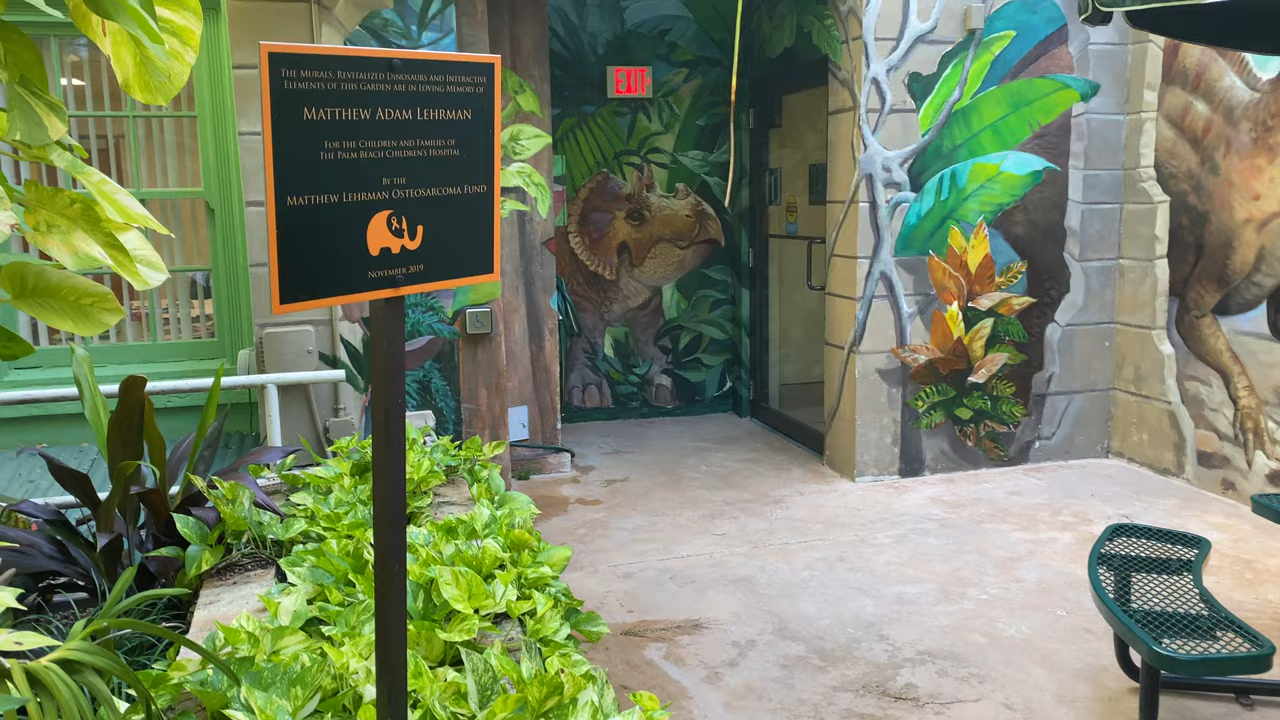 The Murals, Revitalized Dinosaurs and Interactive
Elements of this Garden are in Loving Memory of
Matthew Adam Lehrman
For the Children and Families of
The Palm Beach Children's Hospital
By the
Matthew Lehrman Osteosarcoma Fund
November 2019
EXIT